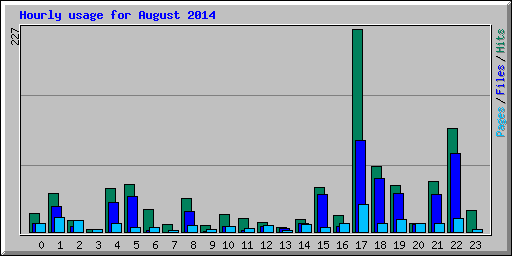 Hourly usage for August 2014
227
Pages / Files / Hits
0 1 2 3 4 5 6 7 8 9 10 11 12 13 14 15 16 17 18 19 20 21 22 23